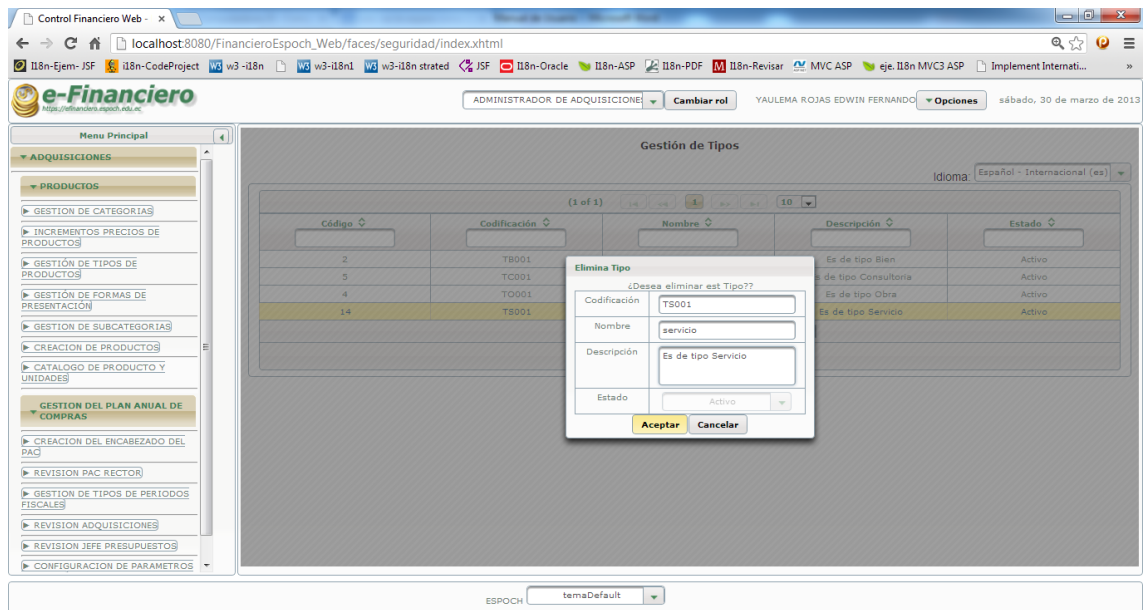 Control Financiero Web -
localhost:8080/FinancieroEspoch_Web/faces/seguridad/index.xhtml
I18n-Ejem- JSF i18n-CodeProject w3 -i18n w3-i18n1 w3-i18n strated JSF I18n-Oracle I18n-ASP I18n-PDF I18n-Revisar MVC ASP eje. I18n MVC3 ASP Implement Internati... »
e-Financiero
https://efinanciero.espoch.edu.ec
ADMINISTRADOR DE ADQUISICIONE Cambiar rol YAULEMA ROJAS EDWIN FERNANDO Opciones sábado, 30 de marzo de 2013
Menu Principal
ADQUISICIONES
PRODUCTOS
GESTION DE CATEGORIAS
INCREMENTOS PRECIOS DE
PRODUCTOS
GESTIÓN DE TIPOS DE
PRODUCTOS
GESTIÓN DE FORMAS DE
PRESENTACIÓN
GESTION DE SUBCATEGORIAS
CREACION DE PRODUCTOS
CATALOGO DE PRODUCTO Y
UNIDADES
GESTION DEL PLAN ANUAL DE
COMPRAS
CREACION DEL ENCABEZADO DEL
PAC
REVISION PAC RECTOR
GESTION DE TIPOS DE PERIODOS
FISCALES
REVISION ADQUISICIONES
REVISION JEFE PRESUPUESTOS
CONFIGURACION DE PARAMETROS
Gestión de Tipos
Idioma: Español - Internacional (es)
(1 of 1) 1 10
Código Codificación Nombre Descripción Estado
2 TB001 Es de tipo Bien Activo
5 TC001 s de tipo Consultoria Activo
4 TO001 Es de tipo Obra Activo
14 TS001 Es de tipo Servicio Activo
Elimina Tipo
¿Desea eliminar est Tipo??
Codificación TS001
Nombre servicio
Descripción Es de tipo Servicio
Estado Activo
Aceptar Cancelar
ESPOCH temaDefault